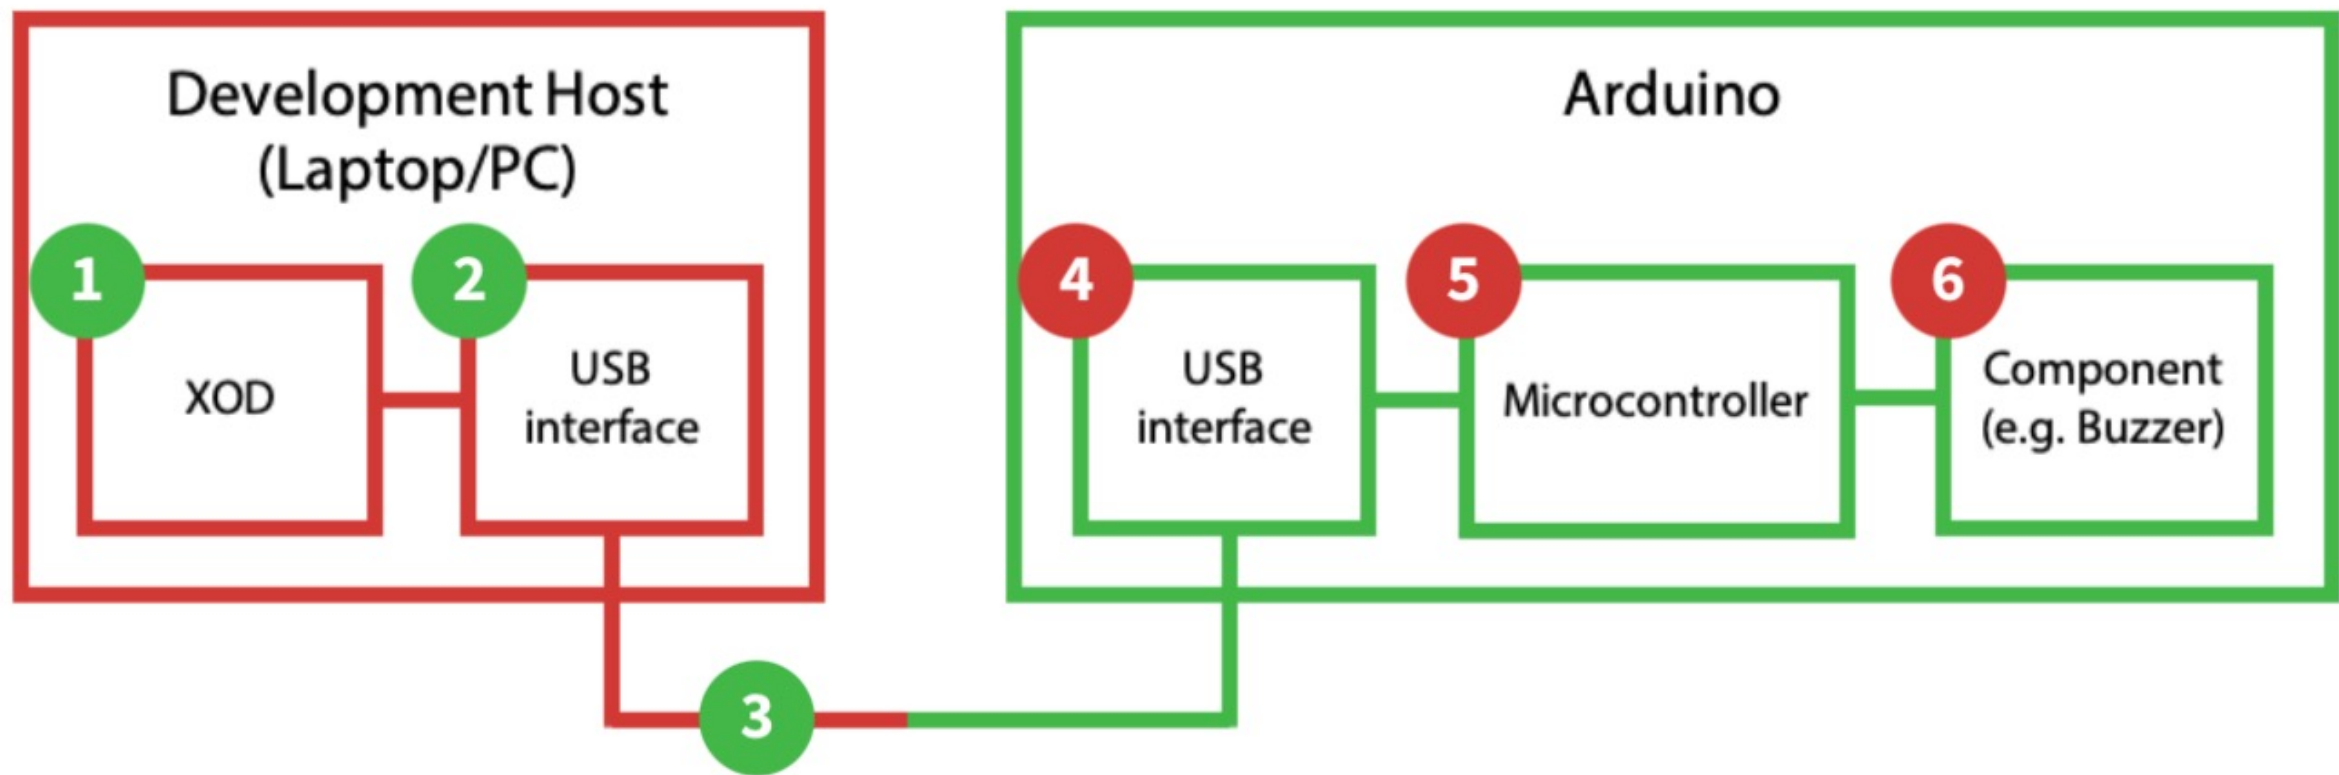 Development Host
(Laptop/PC)
1
XOD
2
USB
interface
3
Arduino
4
USB
interface
5
Microcontroller
6
Component
(e.g. Buzzer)